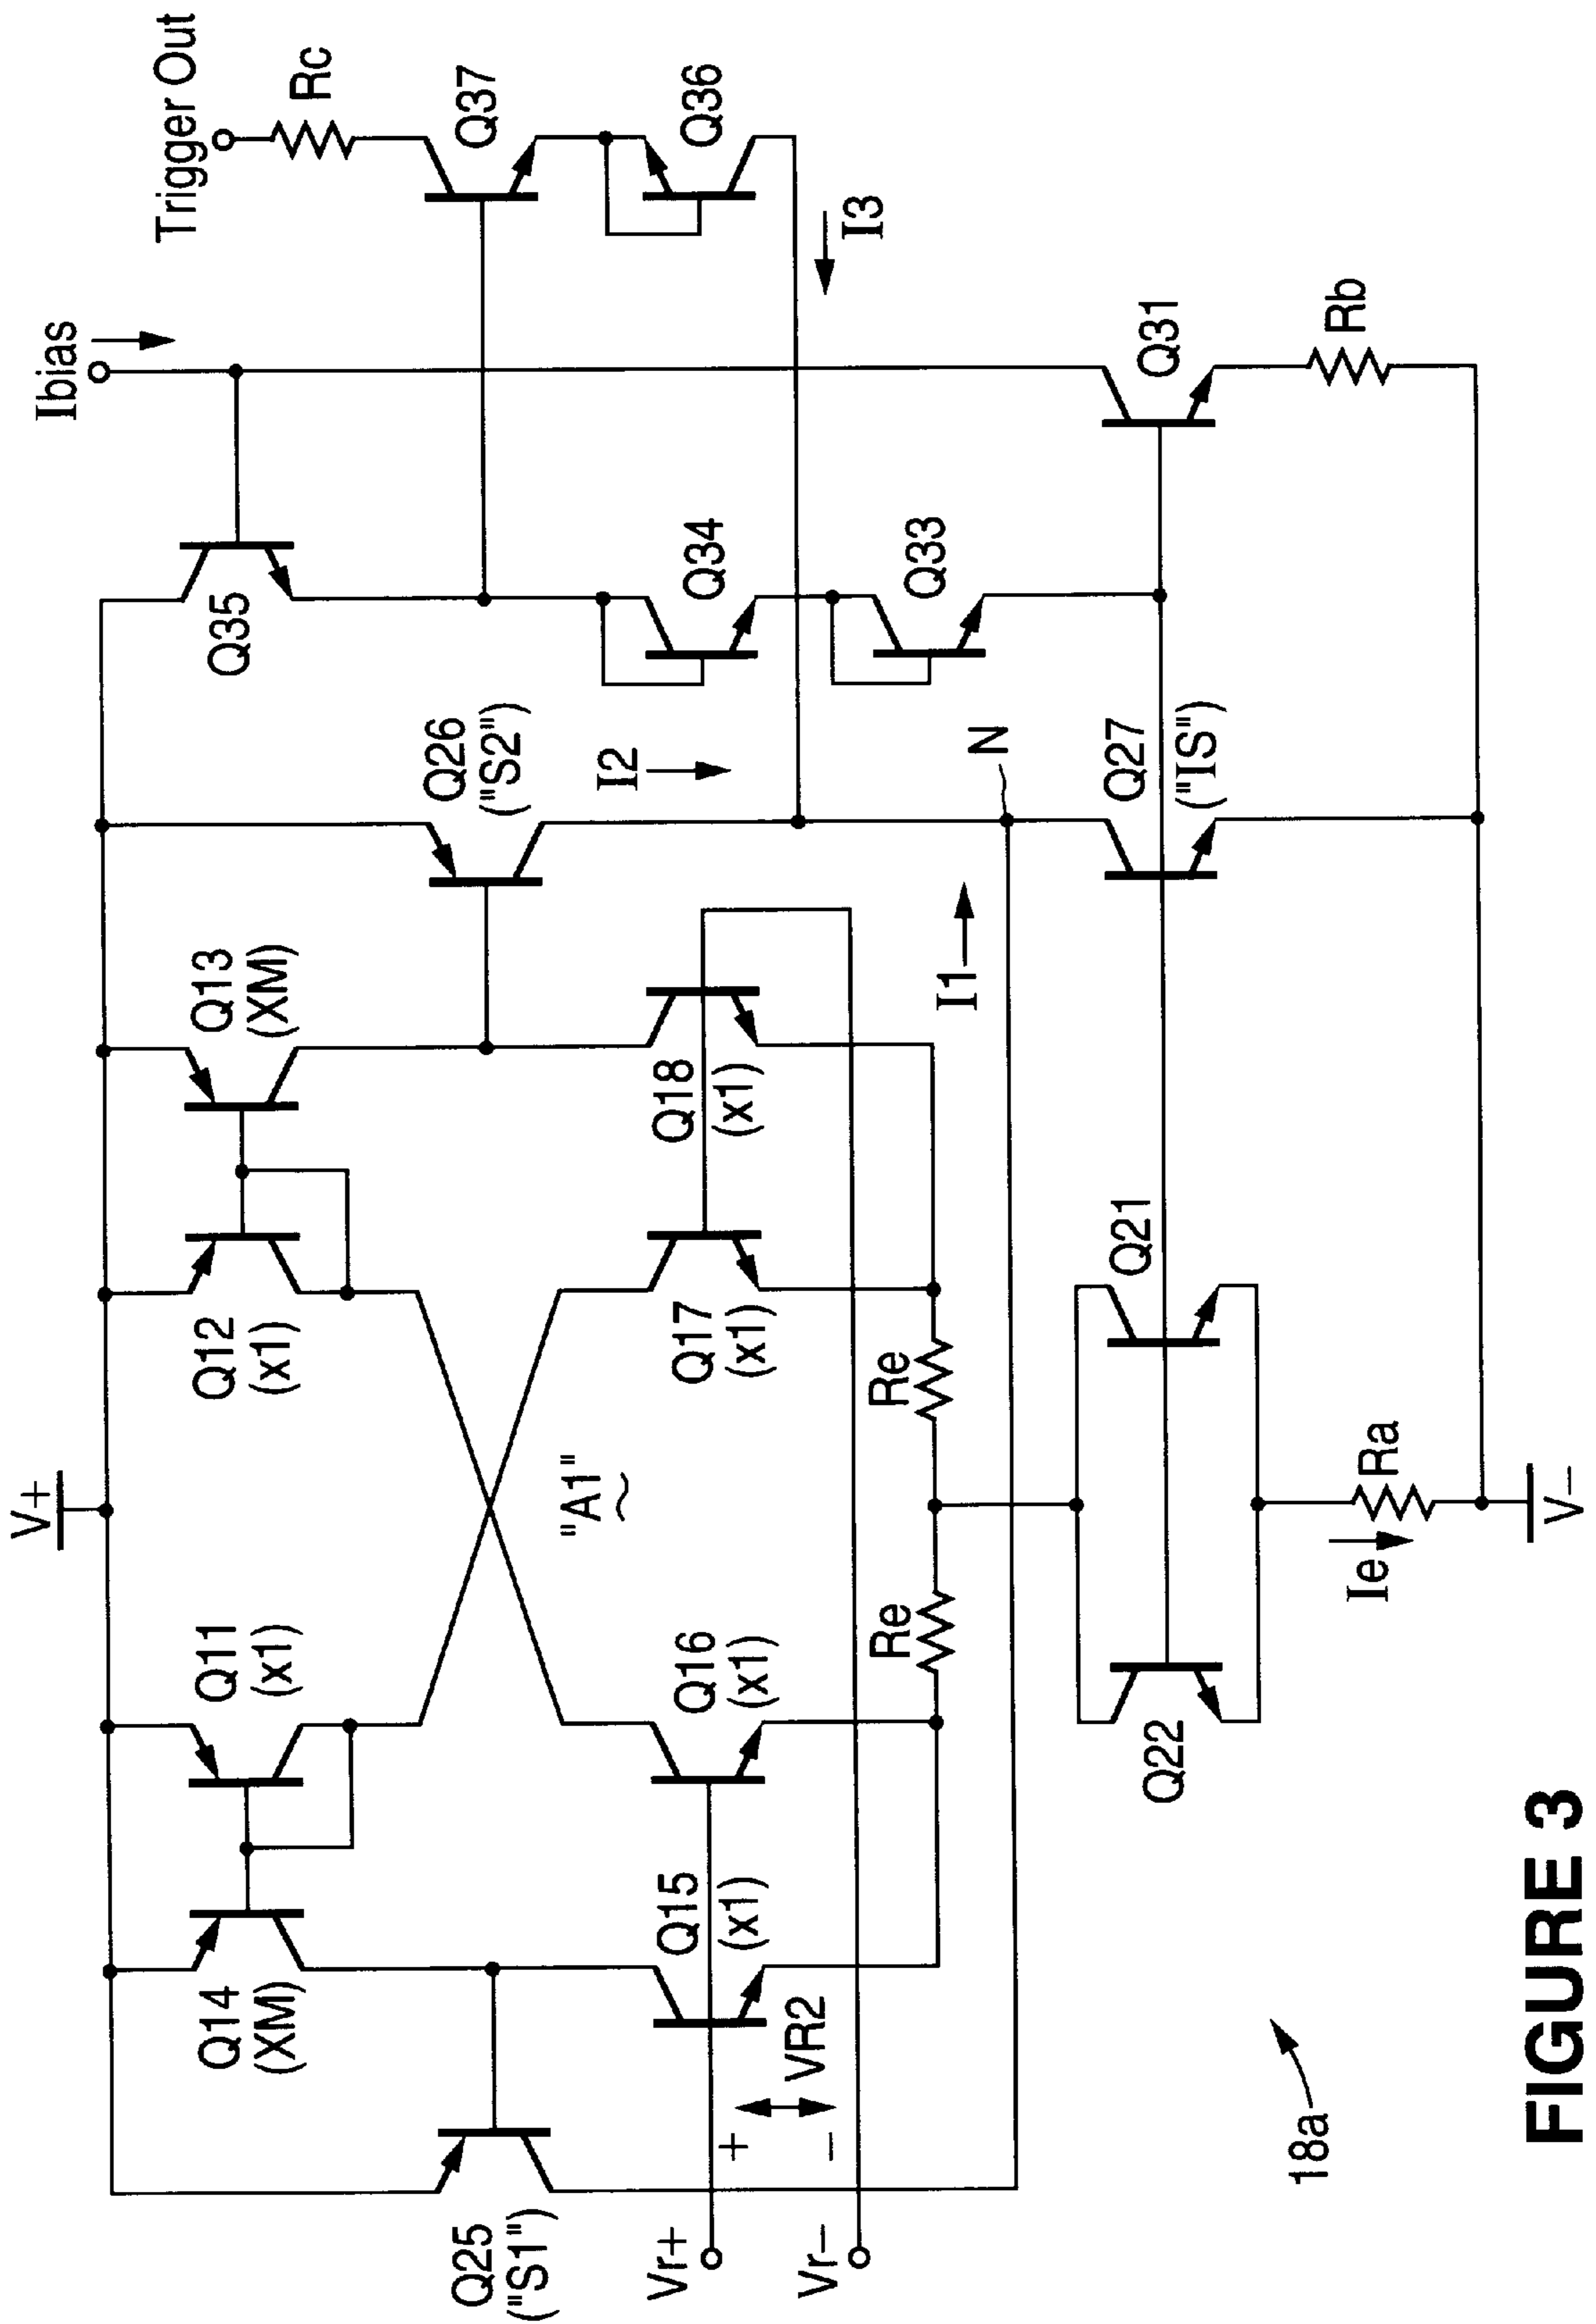 V+
Ibias
Trigger Out
Rc
Q14
(XM)
Q11
(x1)
Q12
(x1)
Q13
(XM)
Q35
Q37
Q25
("S1")
Q26
("S2")
Q36
"A1"
I2
Q34
Q15
(x1)
Q16
(x1)
Q17
(x1)
Q18
(x1)
I3
Vr+
+
VR2
−
Vr−
Re
Re
I1
N
Q33
Q22
Q21
Q27
("IS")
Q31
Ie
Ra
Rb
V−
18a
FIGURE 3